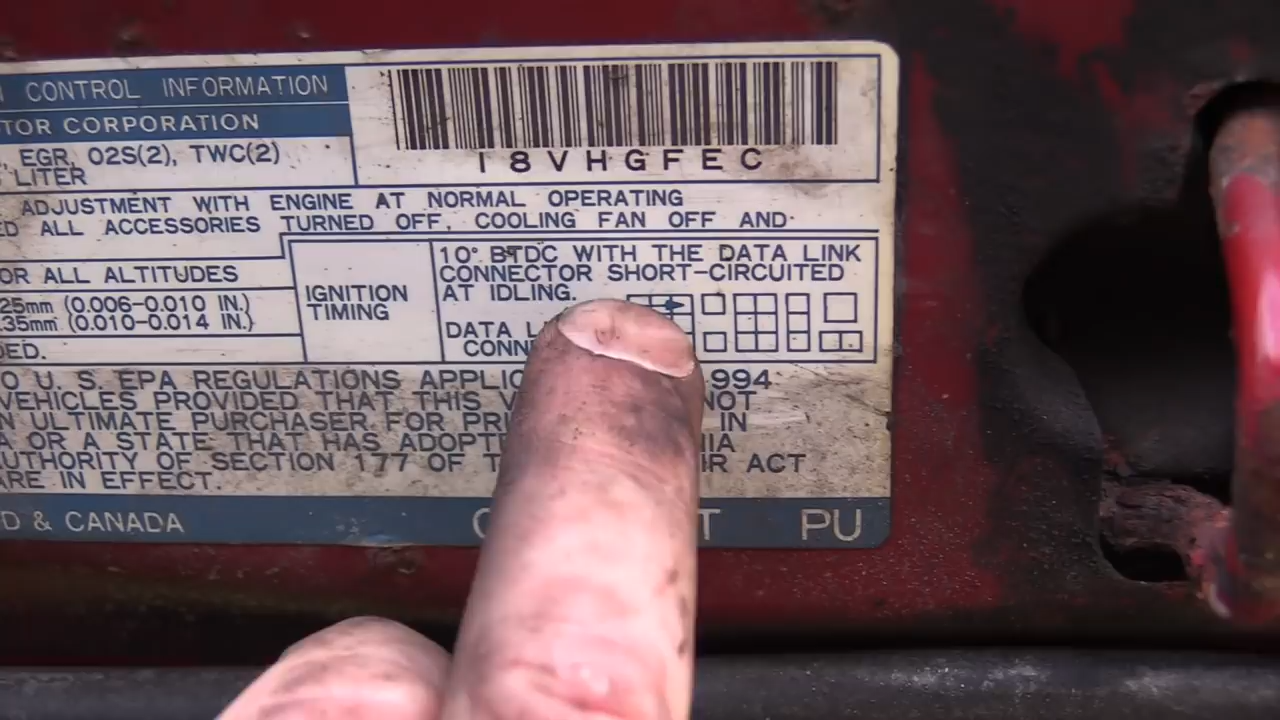 CONTROL INFORMATION
TOR CORPORATION
EGR, O2S(2), TWC(2)
LITER
I8VHGFEC
ADJUSTMENT WITH ENGINE AT NORMAL OPERATING
ALL ACCESSORIES TURNED OFF, COOLING FAN OFF AND
OR ALL ALTITUDES
25mm (0.006-0.010 IN.)
35mm (0.010-0.014 IN.)
ED.
IGNITION
TIMING
10° BTDC WITH THE DATA LINK
CONNECTOR SHORT-CIRCUITED
AT IDLING.
DATA
CONN
O U.S. EPA REGULATIONS APPLIC 994
VEHICLES PROVIDED THAT THIS V NOT
N ULTIMATE PURCHASER FOR PRI IN
A OR A STATE THAT HAS ADOPTE IA
AUTHORITY OF SECTION 177 OF T IR ACT
ARE IN EFFECT.
D & CANADA T PU